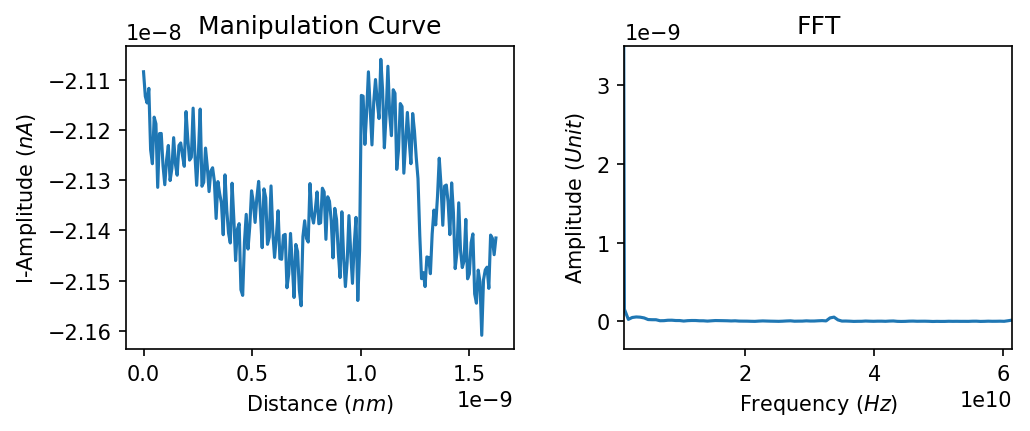 Manipulation Curve
1e−8
−2.11
−2.12
−2.13
−2.14
−2.15
−2.16
I-Amplitude (nA)
0.0
0.5
1.0
1.5
1e−9
Distance (nm)
FFT
1e−9
3
2
1
0
Amplitude (Unit)
2
4
6
1e10
Frequency (Hz)